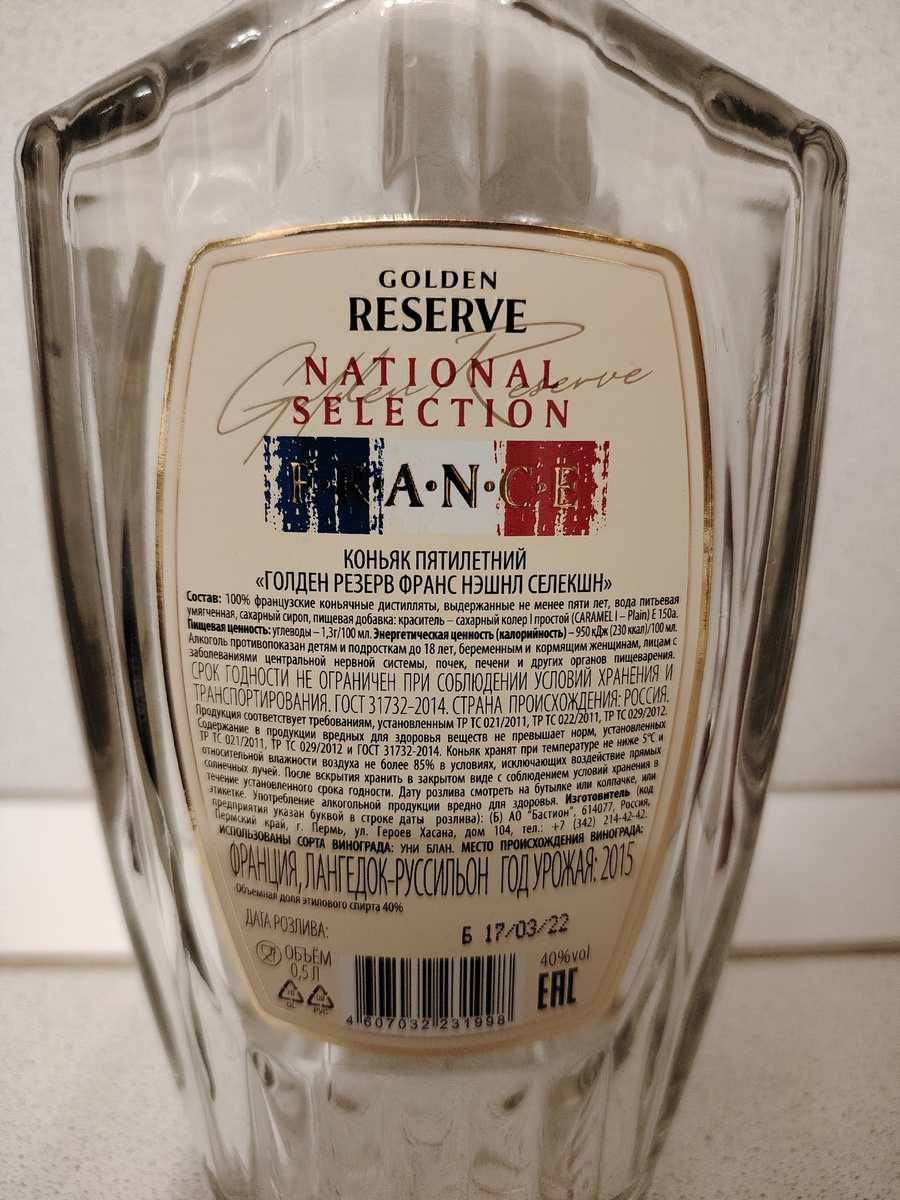 GOLDEN
RESERVE
Golden Reserve
NATIONAL
SELECTION
F·R·A·N·C·E
КОНЬЯК ПЯТИЛЕТНИЙ
«ГОЛДЕН РЕЗЕРВ ФРАНС НЭШНЛ СЕЛЕКШН»
Состав: 100% французские коньячные дистилляты, выдержанные не менее пяти лет, вода питьевая
умягченная, сахарный сироп, пищевая добавка: краситель – сахарный колер I простой (CARAMEL I – Plain) E 150a.
Пищевая ценность: углеводы – 1,3г/100 мл. Энергетическая ценность (калорийность) – 950 кДж (230 ккал)/100 мл.
Алкоголь противопоказан детям и подросткам до 18 лет, беременным и кормящим женщинам, лицам с
заболеваниями центральной нервной системы, почек, печени и других органов пищеварения.
СРОК ГОДНОСТИ НЕ ОГРАНИЧЕН ПРИ СОБЛЮДЕНИИ УСЛОВИЙ ХРАНЕНИЯ И
ТРАНСПОРТИРОВАНИЯ. ГОСТ 31732-2014. СТРАНА ПРОИСХОЖДЕНИЯ: РОССИЯ.
Продукция соответствует требованиям, установленным ТР ТС 021/2011, ТР ТС 022/2011, ТР ТС 029/2012.
Содержание в продукции вредных для здоровья веществ не превышает норм, установленных
ТР ТС 021/2011, ТР ТС 029/2012 и ГОСТ 31732-2014. Коньяк хранят при температуре не ниже 5°С и
относительной влажности воздуха не более 85% в условиях, исключающих воздействие прямых
солнечных лучей. После вскрытия хранить в закрытом виде с соблюдением условий хранения в
течение установленного срока годности. Дату розлива смотреть на бутылке или колпачке, или
этикетке. Употребление алкогольной продукции вредно для здоровья. Изготовитель (код
предприятия указан буквой в строке даты розлива): (Б) АО "Бастион", 614077, Россия,
Пермский край, г. Пермь, ул. Героев Хасана, дом 104, тел.: +7 (342) 214-42-42.
ИСПОЛЬЗОВАНЫ СОРТА ВИНОГРАДА: УНИ БЛАН. МЕСТО ПРОИСХОЖДЕНИЯ ВИНОГРАДА:
ФРАНЦИЯ, ЛАНГЕДОК-РУССИЛЬОН ГОД УРОЖАЯ: 2015
Объемная доля этилового спирта 40%
ДАТА РОЗЛИВА:
Б 17/03/22
ОБЪЁМ
0,5 Л
40%vol
EAC
70
GL
03
PVC
4 607032 231998